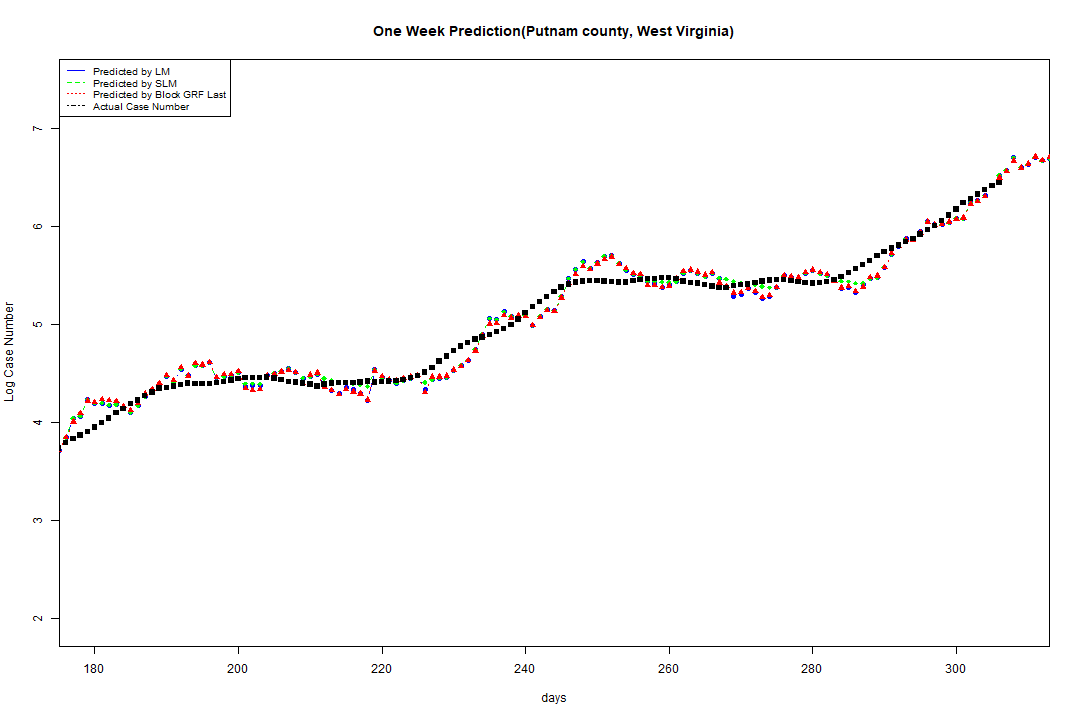 One Week Prediction(Putnam county, West Virginia)
Predicted by LM
Predicted by SLM
Predicted by Block GRF Last
Actual Case Number
7
6
5
4
3
2
Log Case Number
180 200 220 240 260 280 300
days